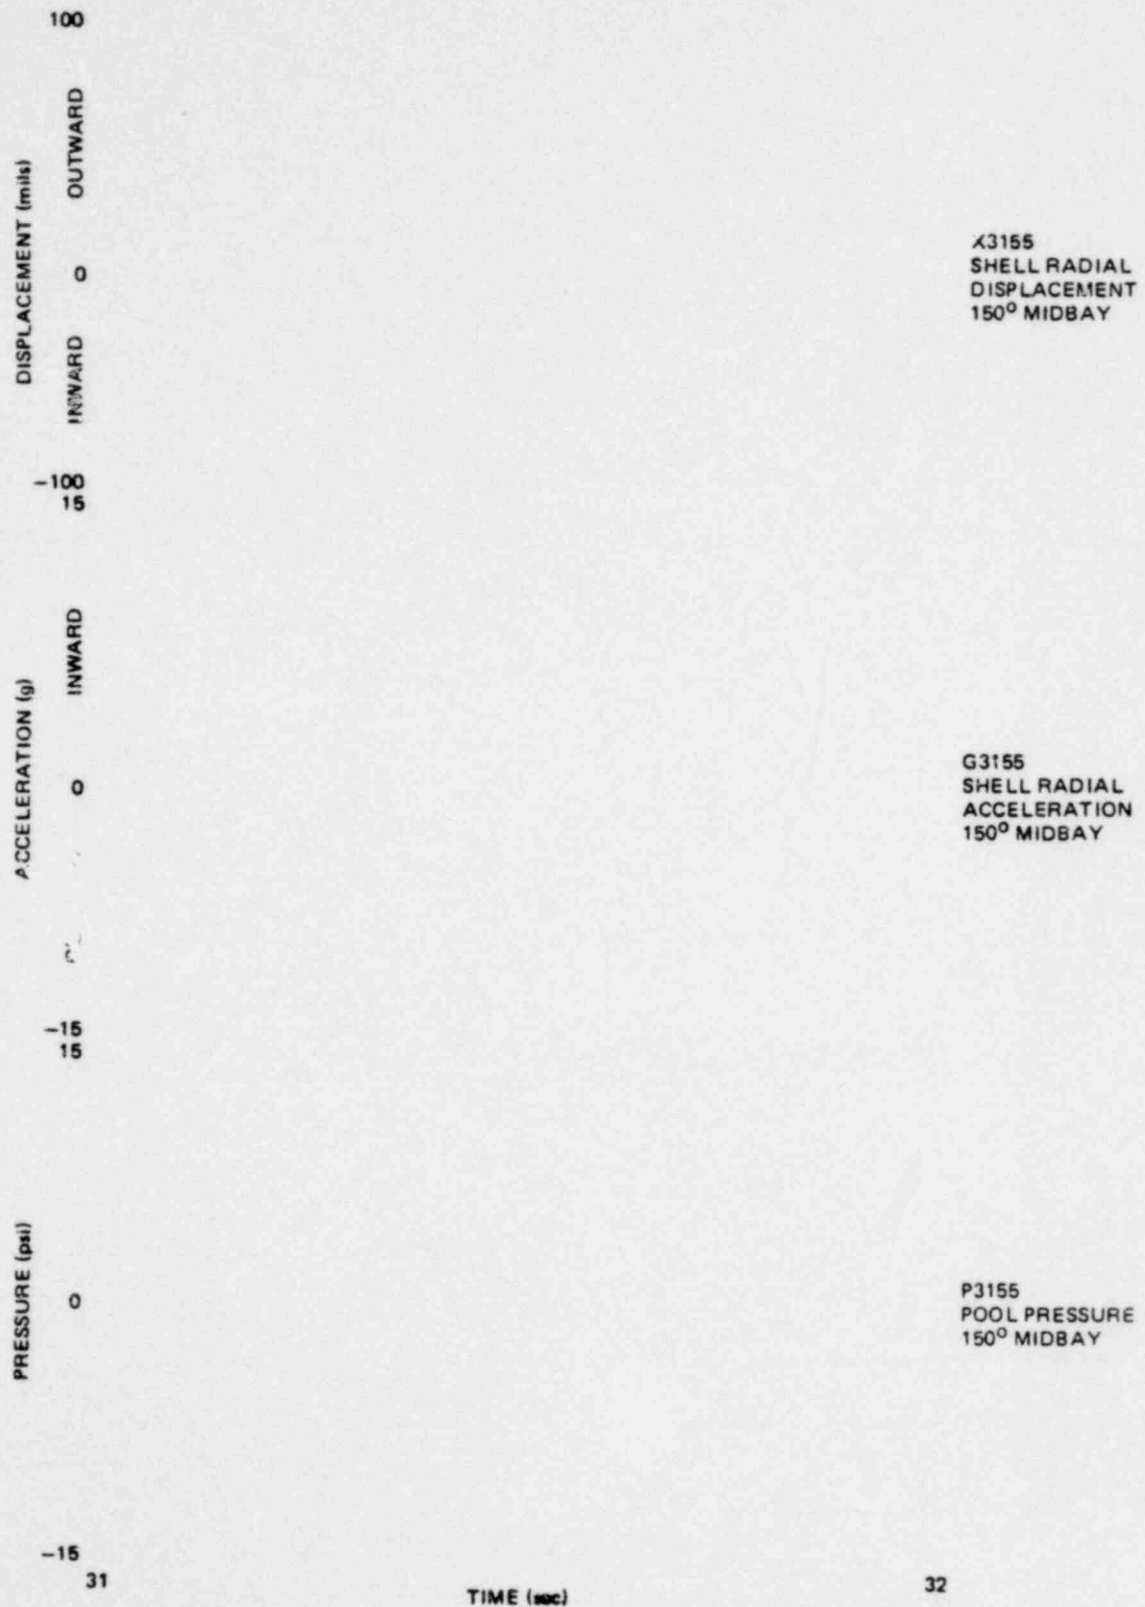 100
OUTWARD
DISPLACEMENT (mils)
0
INWARD
-100
X3155
SHELL RADIAL
DISPLACEMENT
150° MIDBAY
15
INWARD
ACCELERATION (g)
0
-15
G3155
SHELL RADIAL
ACCELERATION
150° MIDBAY
15
PRESSURE (psi)
0
-15
P3155
POOL PRESSURE
150° MIDBAY
31
TIME (sec)
32